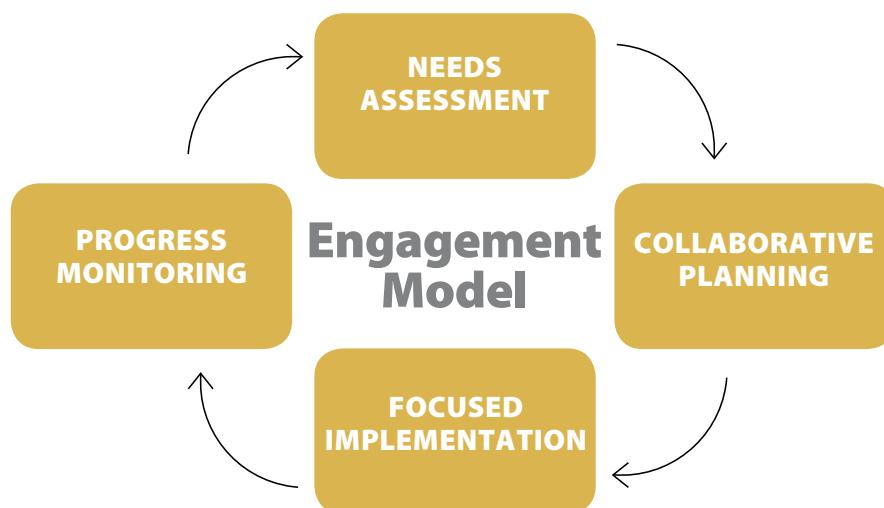 NEEDS
ASSESSMENT
PROGRESS
MONITORING
Engagement
Model
COLLABORATIVE
PLANNING
FOCUSED
IMPLEMENTATION